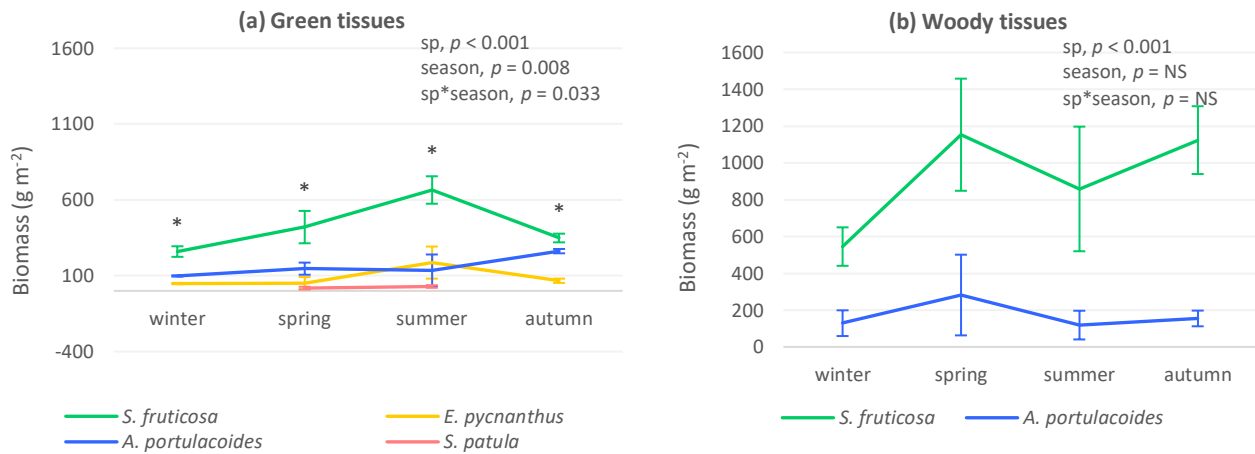 (a) Green tissues
1600
1100
600
100
-400
Biomass (g m⁻²)
sp, p < 0.001
season, p = 0.008
sp*season, p = 0.033
*
*
*
*
winter spring summer autumn
S. fruticosa E. pycnanthus
A. portulacoides S. patula
(b) Woody tissues
1600
1400
1200
1000
800
600
400
200
0
Biomass (g m⁻²)
sp, p < 0.001
season, p = NS
sp*season, p = NS
winter spring summer autumn
S. fruticosa A. portulacoides